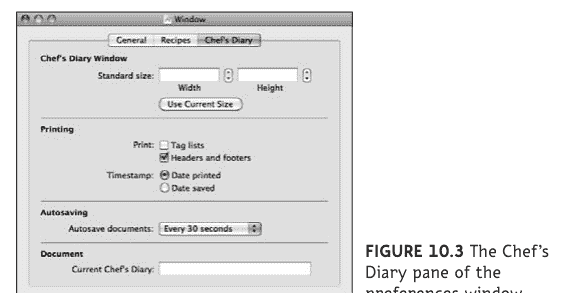 Window
General Recipes Chef's Diary
Chef's Diary Window
Standard size:
Width Height
Use Current Size
Printing
Print: Tag lists
Headers and footers
Timestamp: Date printed
Date saved
Autosaving
Autosave documents: Every 30 seconds
Document
Current Chef's Diary:
FIGURE 10.3 The Chef's
Diary pane of the
preferences window